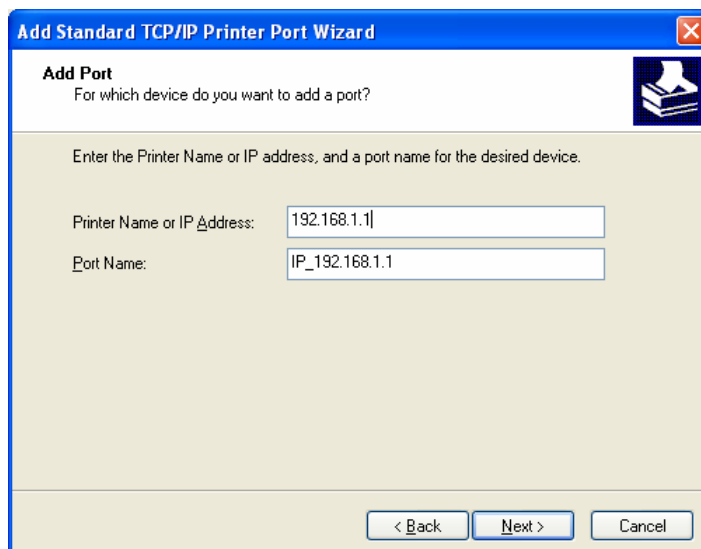 Add Standard TCP/IP Printer Port Wizard
Add Port
For which device do you want to add a port?
Enter the Printer Name or IP address, and a port name for the desired device.
Printer Name or IP Address: 192.168.1.1
Port Name: IP_192.168.1.1
< Back Next > Cancel